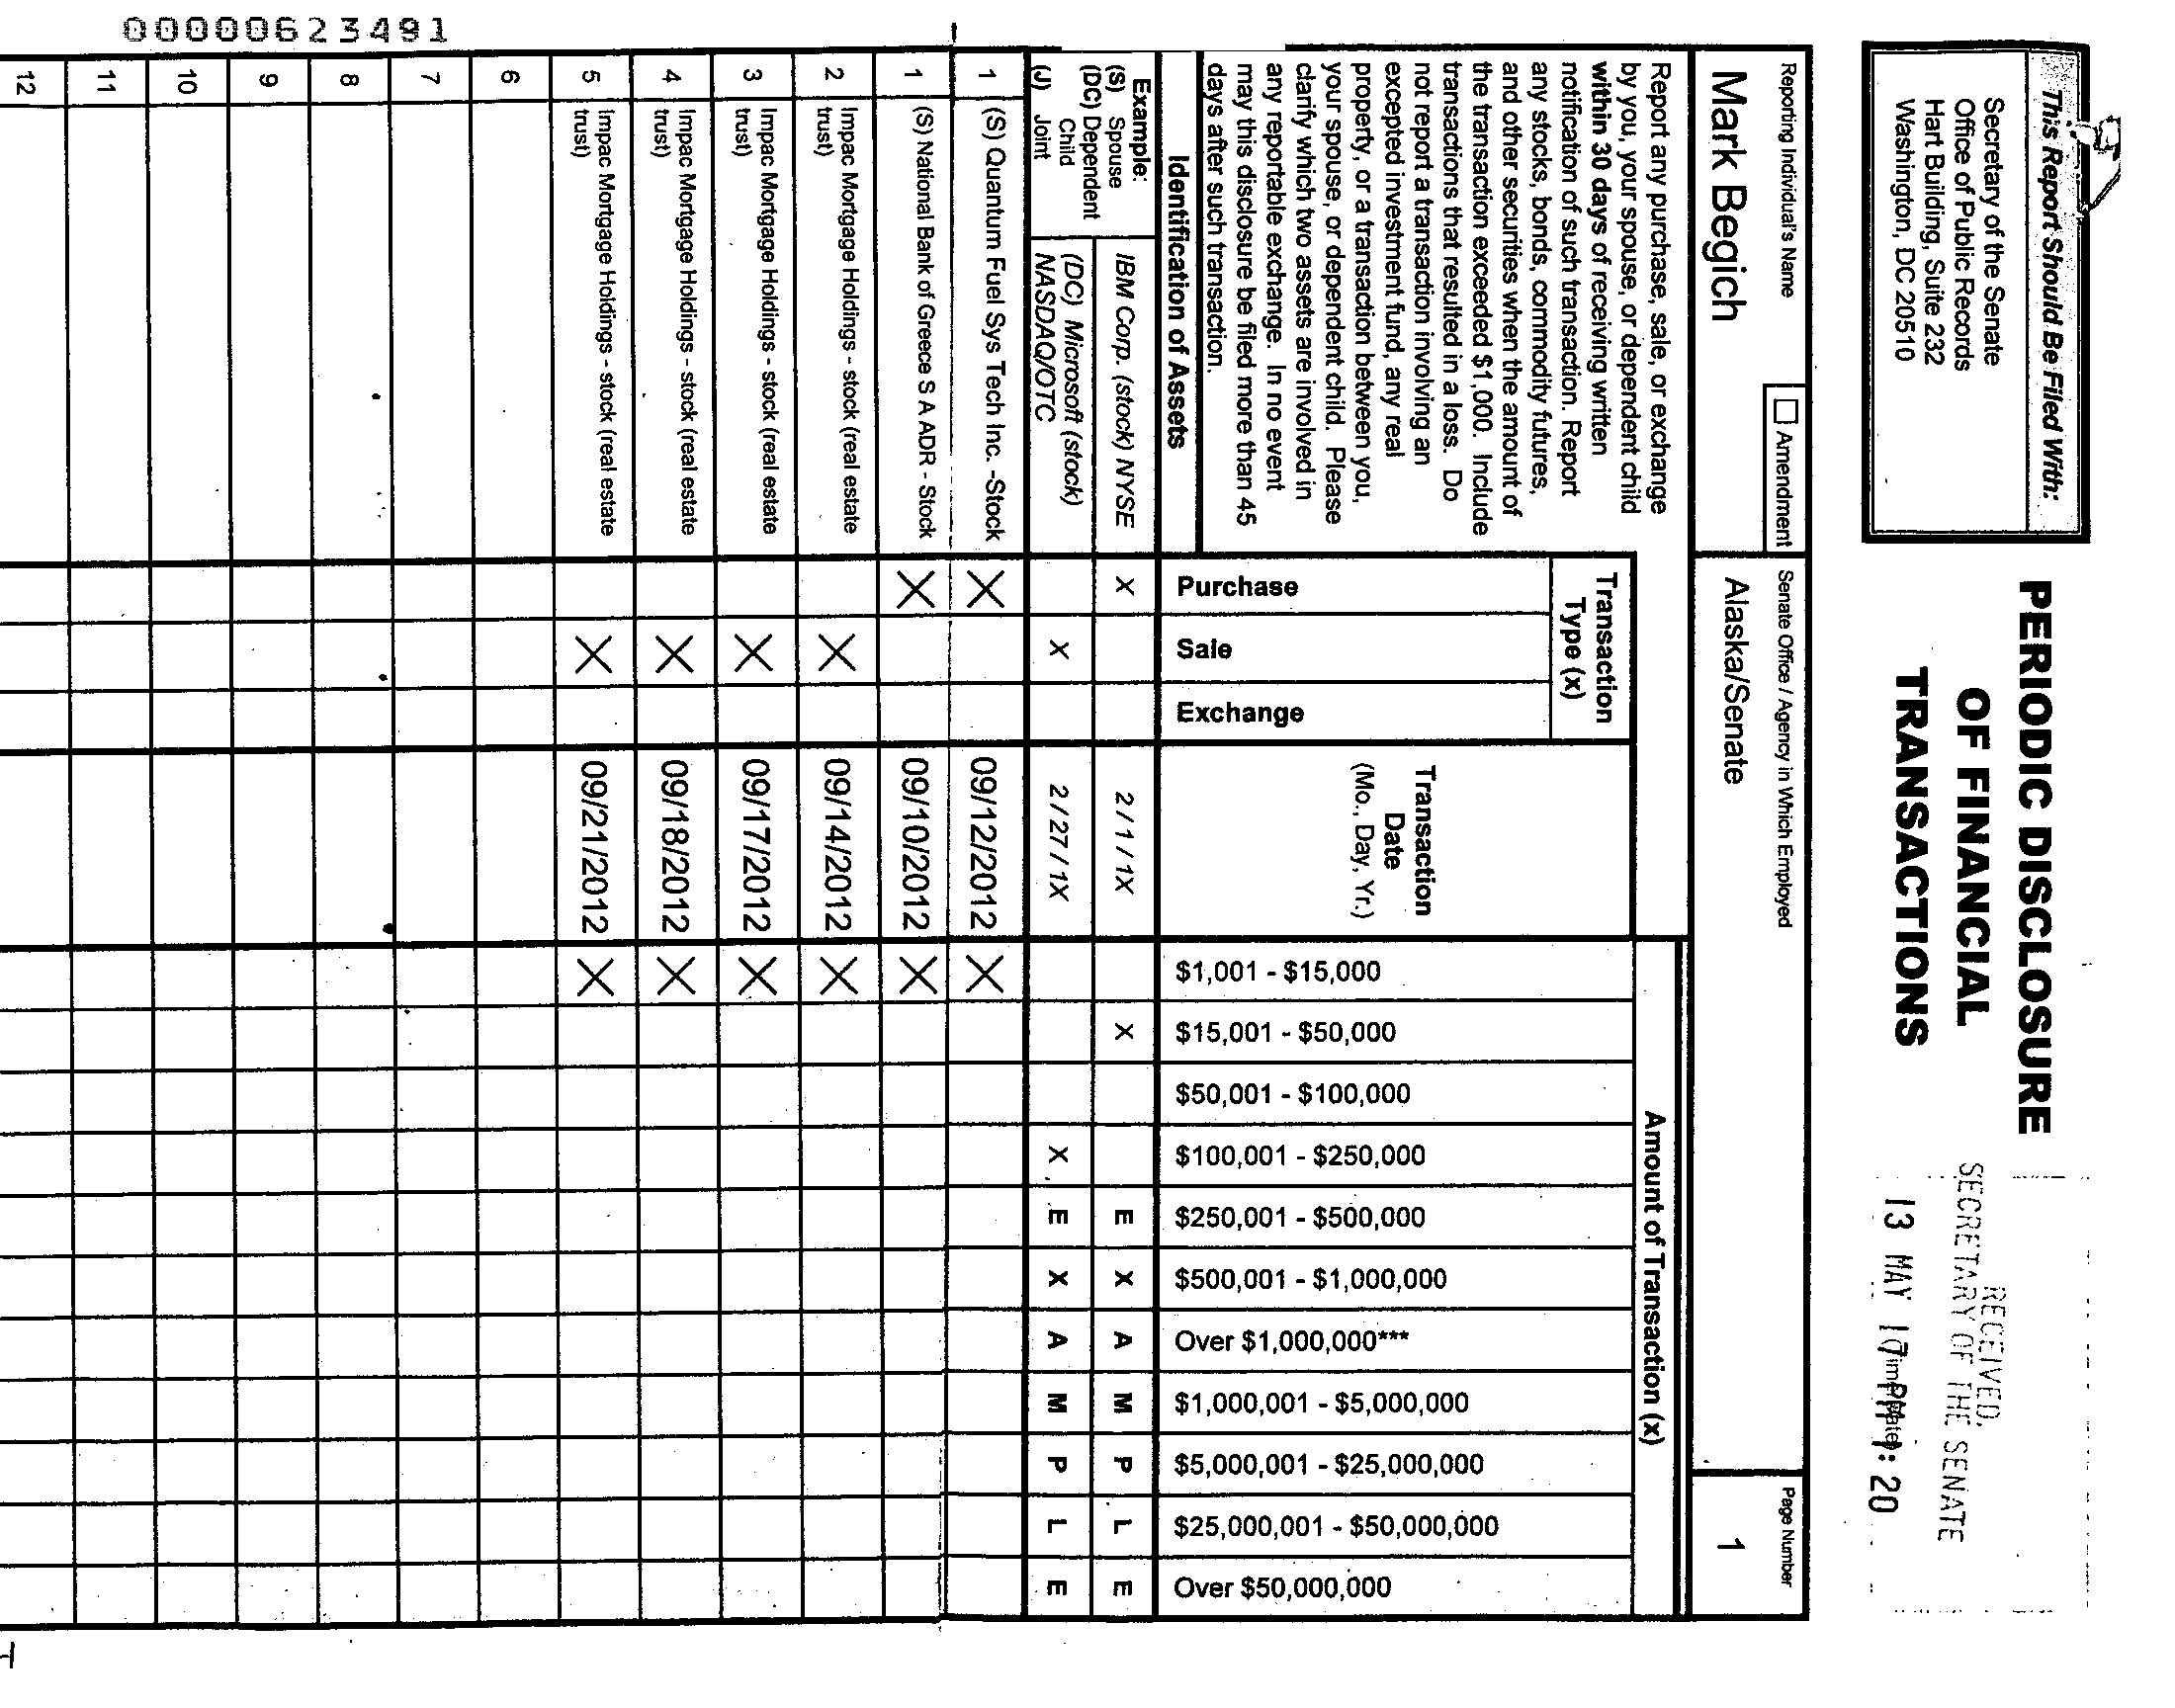 This Report Should Be Filed With:
Secretary of the Senate
Office of Public Records
Hart Building, Suite 232
Washington, DC 20510
PERIODIC DISCLOSURE
OF FINANCIAL
TRANSACTIONS
RECEIVED
SECRETARY OF THE SENATE
13 MAY 17 PM 1:20
Reporting Individual's Name
Mark Begich
Amendment
Senate Office / Agency in Which Employed
Alaska/Senate
Page Number
1
Report any purchase, sale, or exchange
by you, your spouse, or dependent child
within 30 days of receiving written
notification of such transaction. Report
any stocks, bonds, commodity futures,
and other securities when the amount of
the transaction exceeded $1,000. Include
transactions that resulted in a loss. Do
not report a transaction involving an
excepted investment fund, any real
property, or a transaction between you,
your spouse, or dependent child. Please
clarify which two assets are involved in
any reportable exchange. In no event
may this disclosure be filed more than 45
days after such transaction.
Identification of Assets
Transaction
Type (x)
Purchase
Sale
Exchange
Transaction
Date
(Mo., Day, Yr.)
Amount of Transaction (x)
$1,001 - $15,000
$15,001 - $50,000
$50,001 - $100,000
$100,001 - $250,000
$250,001 - $500,000
$500,001 - $1,000,000
Over $1,000,000***
$1,000,001 - $5,000,000
$5,000,001 - $25,000,000
$25,000,001 - $50,000,000
Over $50,000,000
Example:
(S) Spouse
(DC) Dependent
Child
(J) Joint
IBM Corp. (stock) NYSE X 2 / 1 / 1X X E X A M P L E
(DC) Microsoft (stock)
NASDAQ/OTC X 2 / 27 / 1X X E X A M P L E
1 (S) Quantum Fuel Sys Tech Inc. -Stock X 09/12/2012 X
1 (S) National Bank of Greece S A ADR - Stock X 09/10/2012 X
2 Impac Mortgage Holdings - stock (real estate
trust) X 09/14/2012 X
3 Impac Mortgage Holdings - stock (real estate
trust) X 09/17/2012 X
4 Impac Mortgage Holdings - stock (real estate
trust) X 09/18/2012 X
5 Impac Mortgage Holdings - stock (real estate
trust) X 09/21/2012 X
6
7
8
9
10
11
12
00000623491